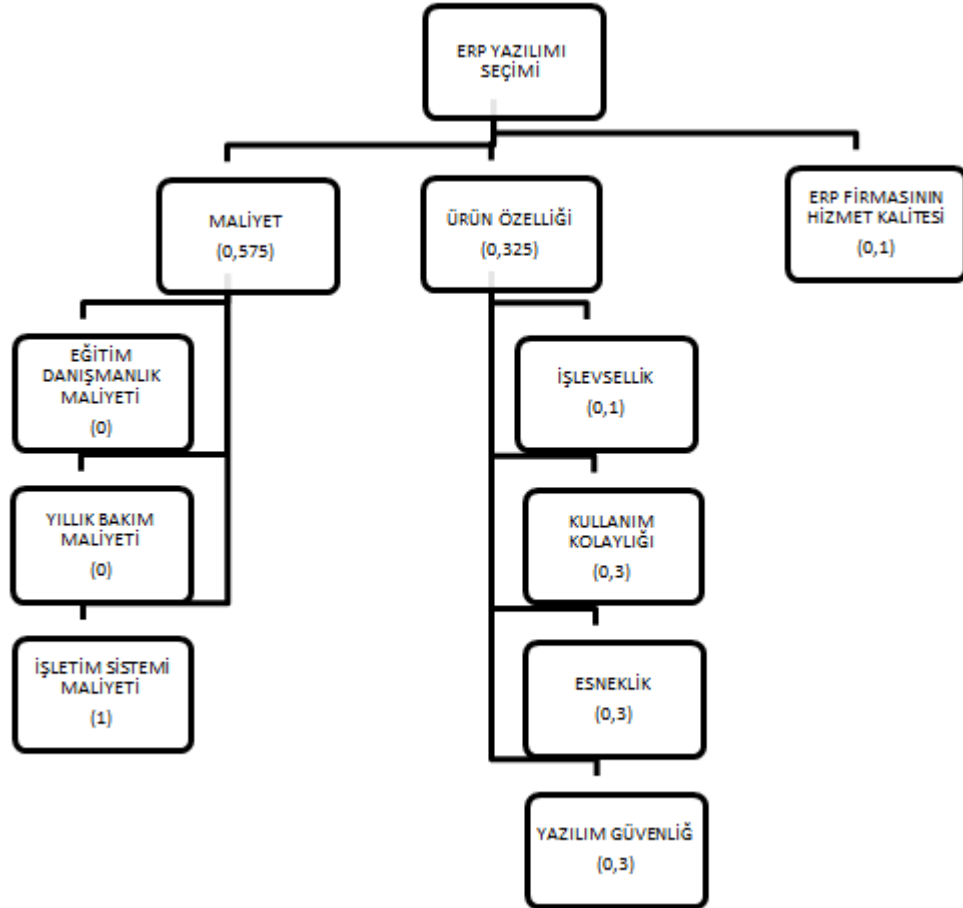 ERP YAZILIMI
SEÇİMİ
MALİYET
(0,575)
ÜRÜN ÖZELLİĞİ
(0,325)
ERP FİRMASININ
HİZMET KALİTESİ
(0,1)
EĞİTİM
DANIŞMANLIK
MALİYETİ
(0)
YILLIK BAKIM
MALİYETİ
(0)
İŞLETİM SİSTEMİ
MALİYETİ
(1)
İŞLEVSELLİK
(0,1)
KULLANIM
KOLAYLIĞI
(0,3)
ESNEKLİK
(0,3)
YAZILIM GÜVENLİĞ
(0,3)